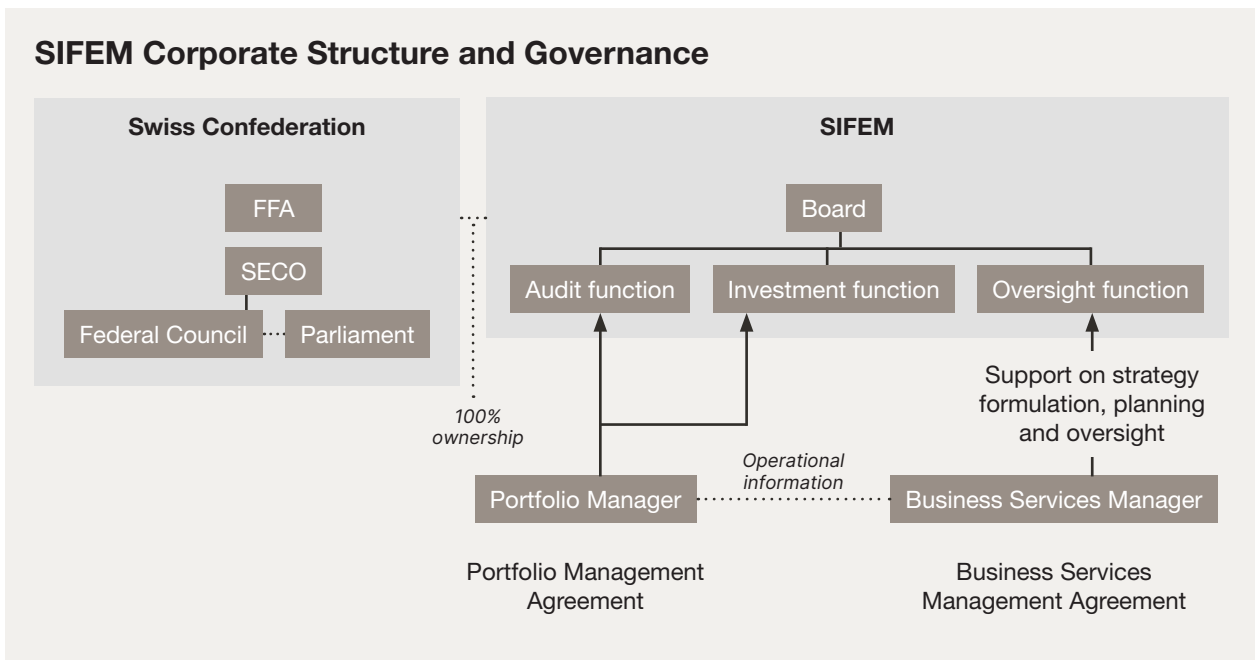 SIFEM Corporate Structure and Governance
Swiss Confederation
FFA
SECO
Federal Council
Parliament
SIFEM
Board
Audit function
Investment function
Oversight function
100%
ownership
Support on strategy
formulation, planning
and oversight
Operational
information
Portfolio Manager
Business Services Manager
Portfolio Management
Agreement
Business Services
Management Agreement